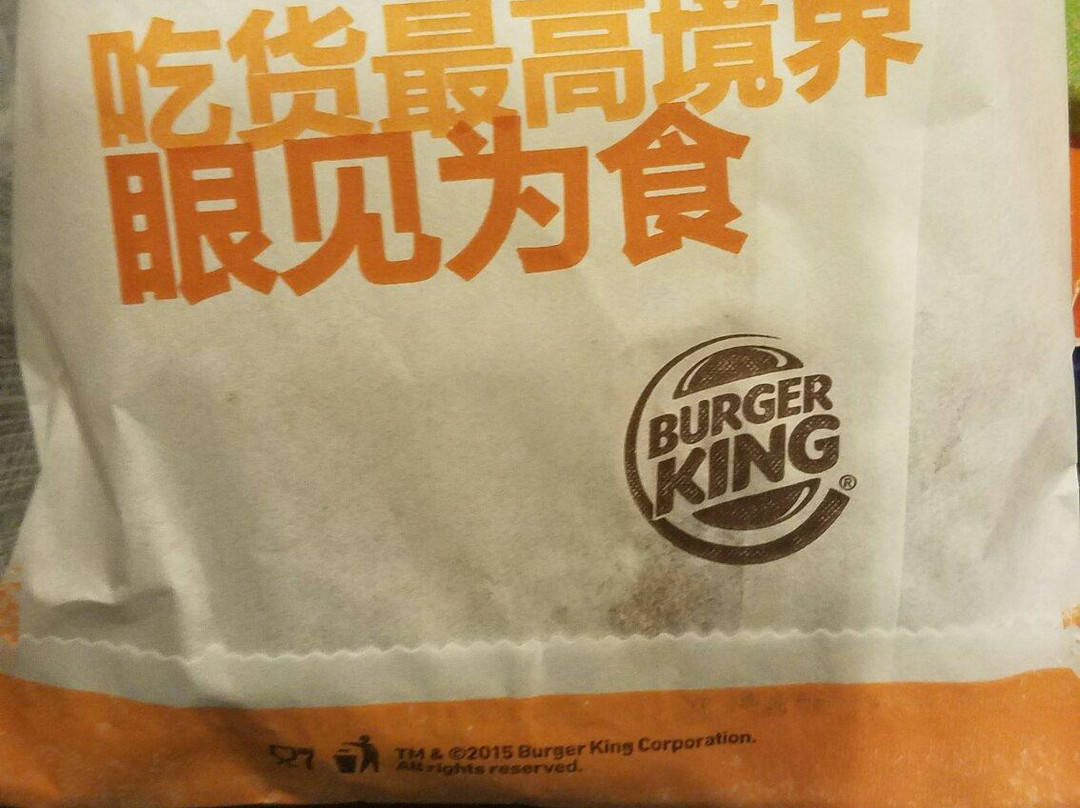 吃货最高境界
眼见为食
BURGER
KING®
TM & ©2015 Burger King Corporation.
All rights reserved.